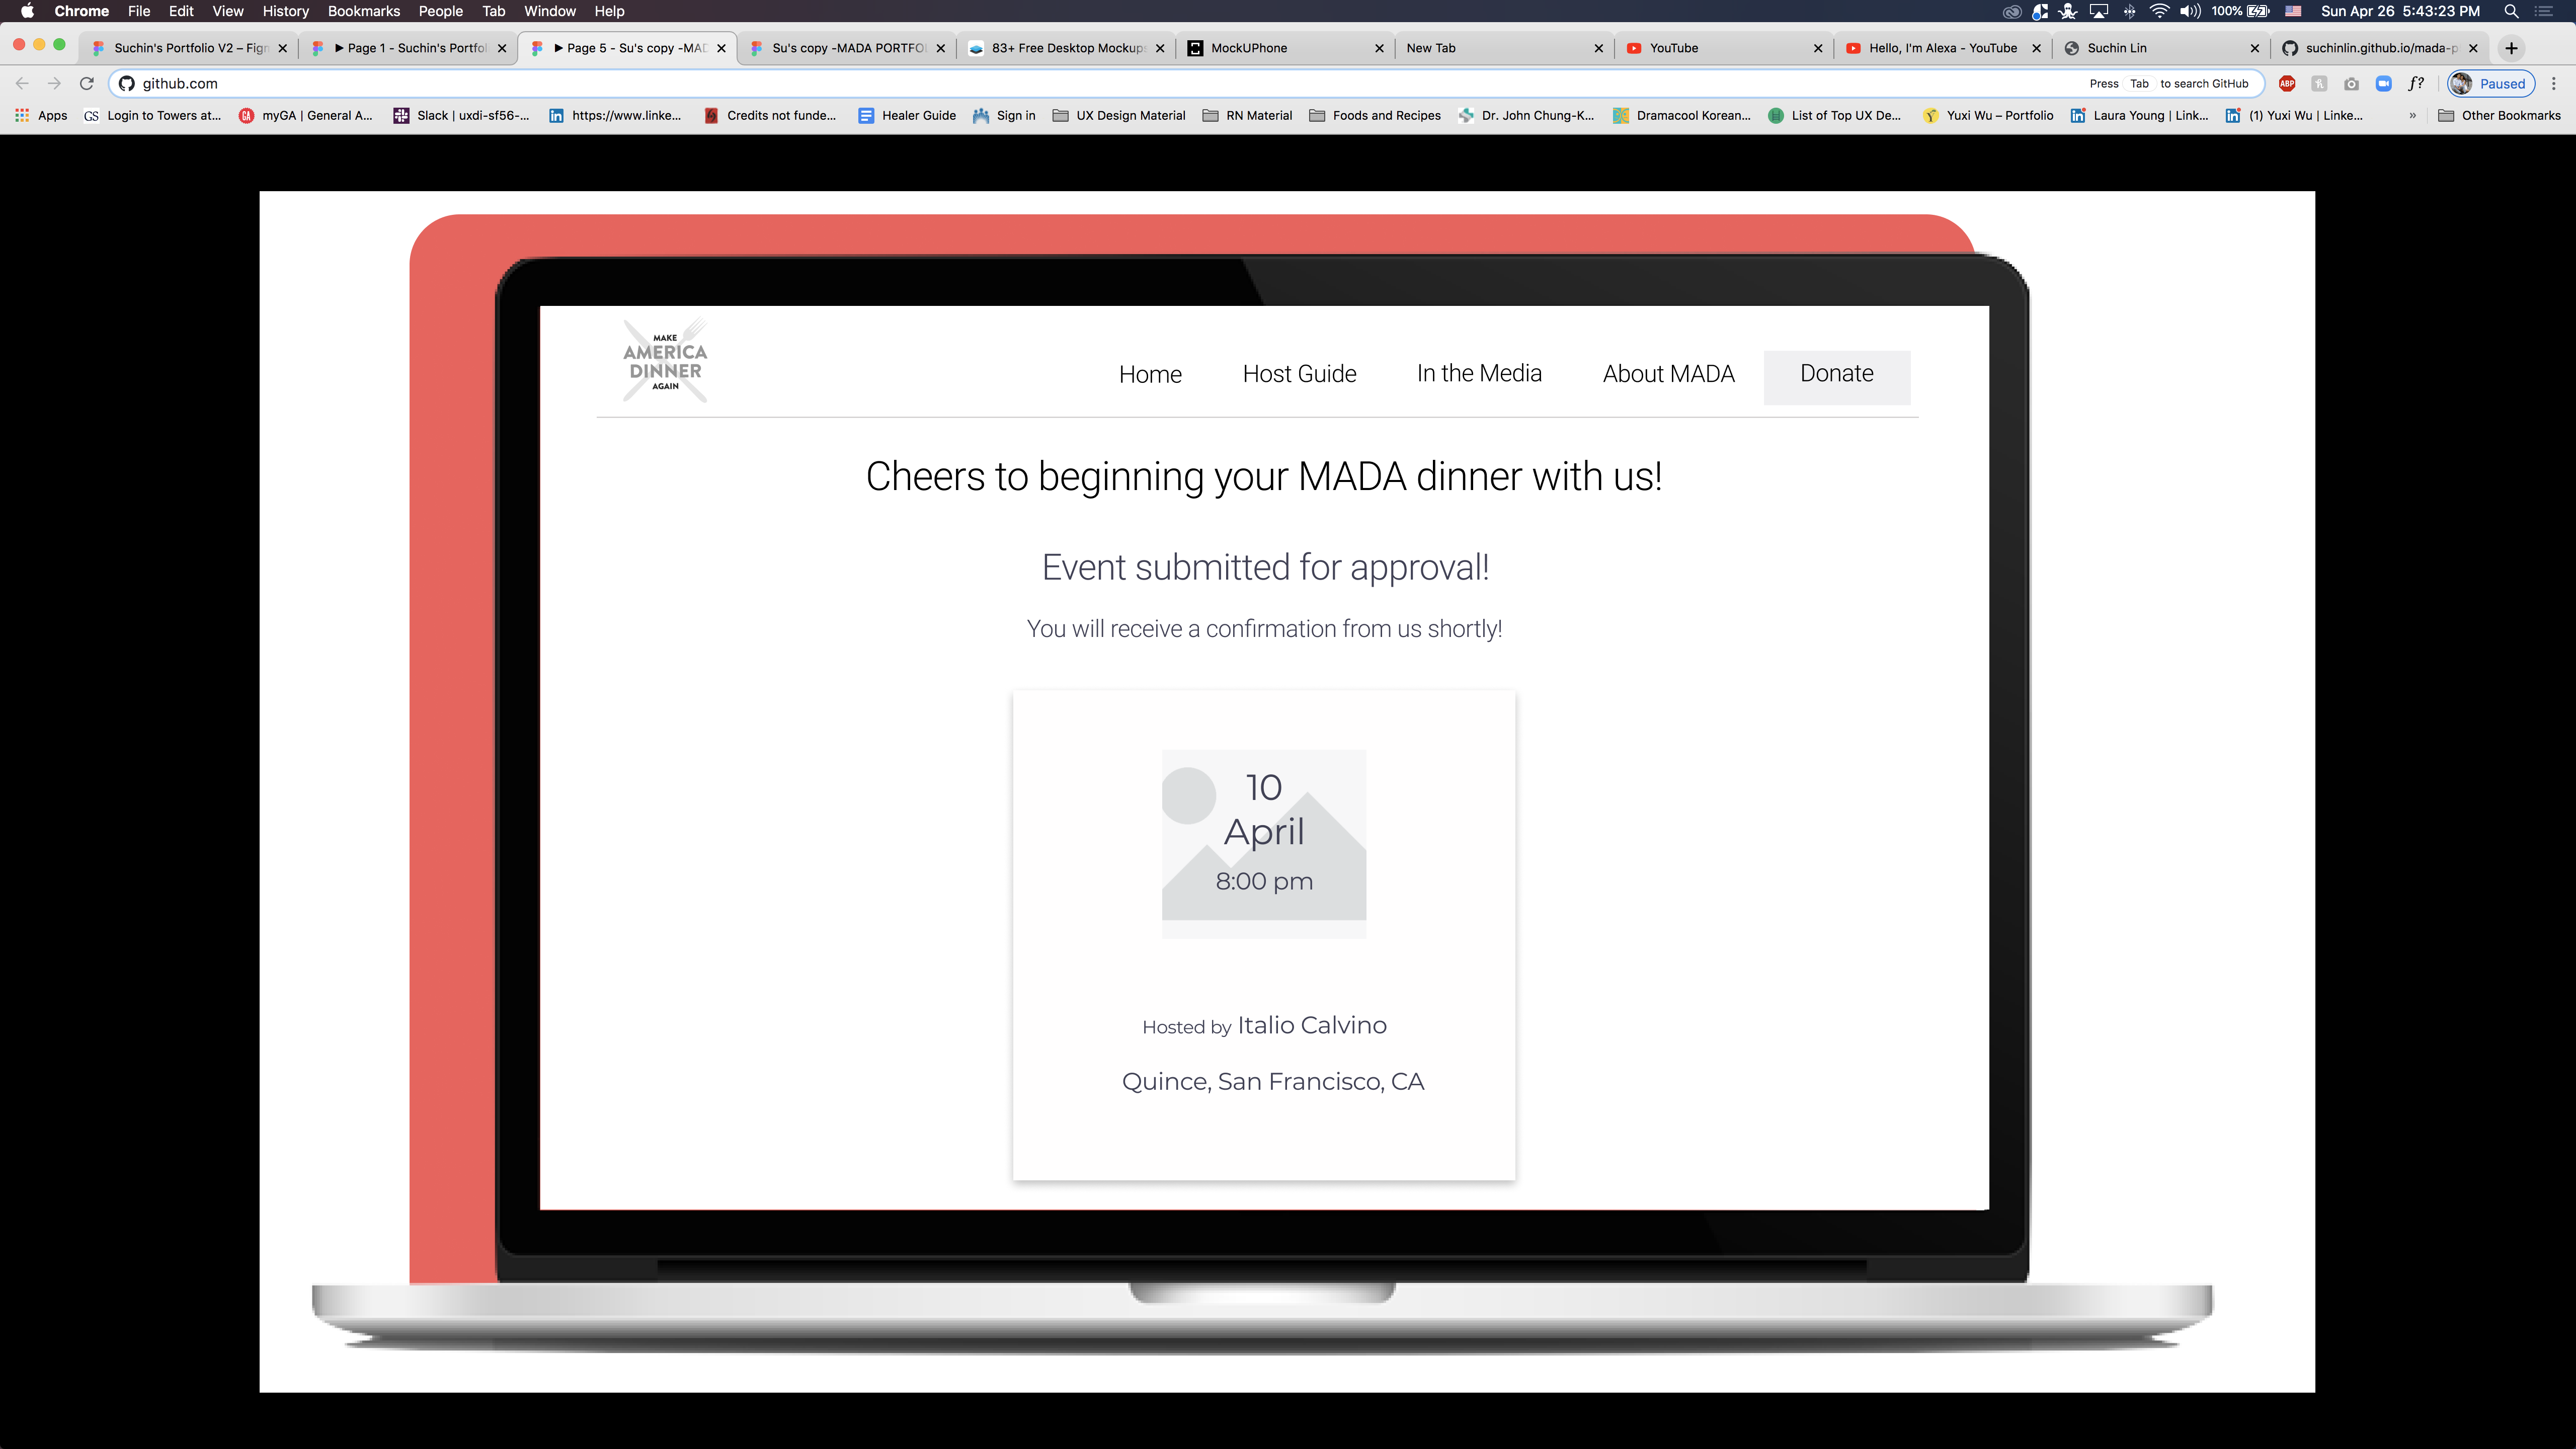 Chrome File Edit View History Bookmarks People Tab Window Help 100% Sun Apr 26 5:43:23 PM
Suchin's Portfolio V2 – Figm Page 1 - Suchin's Portfol Page 5 - Su's copy -MAD Su's copy -MADA PORTFOL 83+ Free Desktop Mockups MockUPhone New Tab YouTube Hello, I'm Alexa - YouTube Suchin Lin suchinlin.github.io/mada-p
github.com Press Tab to search GitHub ABP f? Paused
Apps GS Login to Towers at... GA myGA | General A... Slack | uxdi-sf56-... https://www.linke... Credits not funde... Healer Guide Sign in UX Design Material RN Material Foods and Recipes Dr. John Chung-K... Dramacool Korean... List of Top UX De... Yuxi Wu – Portfolio Laura Young | Link... (1) Yuxi Wu | Linke... » Other Bookmarks
MAKE
AMERICA
DINNER
AGAIN
Home Host Guide In the Media About MADA Donate
Cheers to beginning your MADA dinner with us!
Event submitted for approval!
You will receive a confirmation from us shortly!
10
April
8:00 pm
Hosted by Italio Calvino
Quince, San Francisco, CA